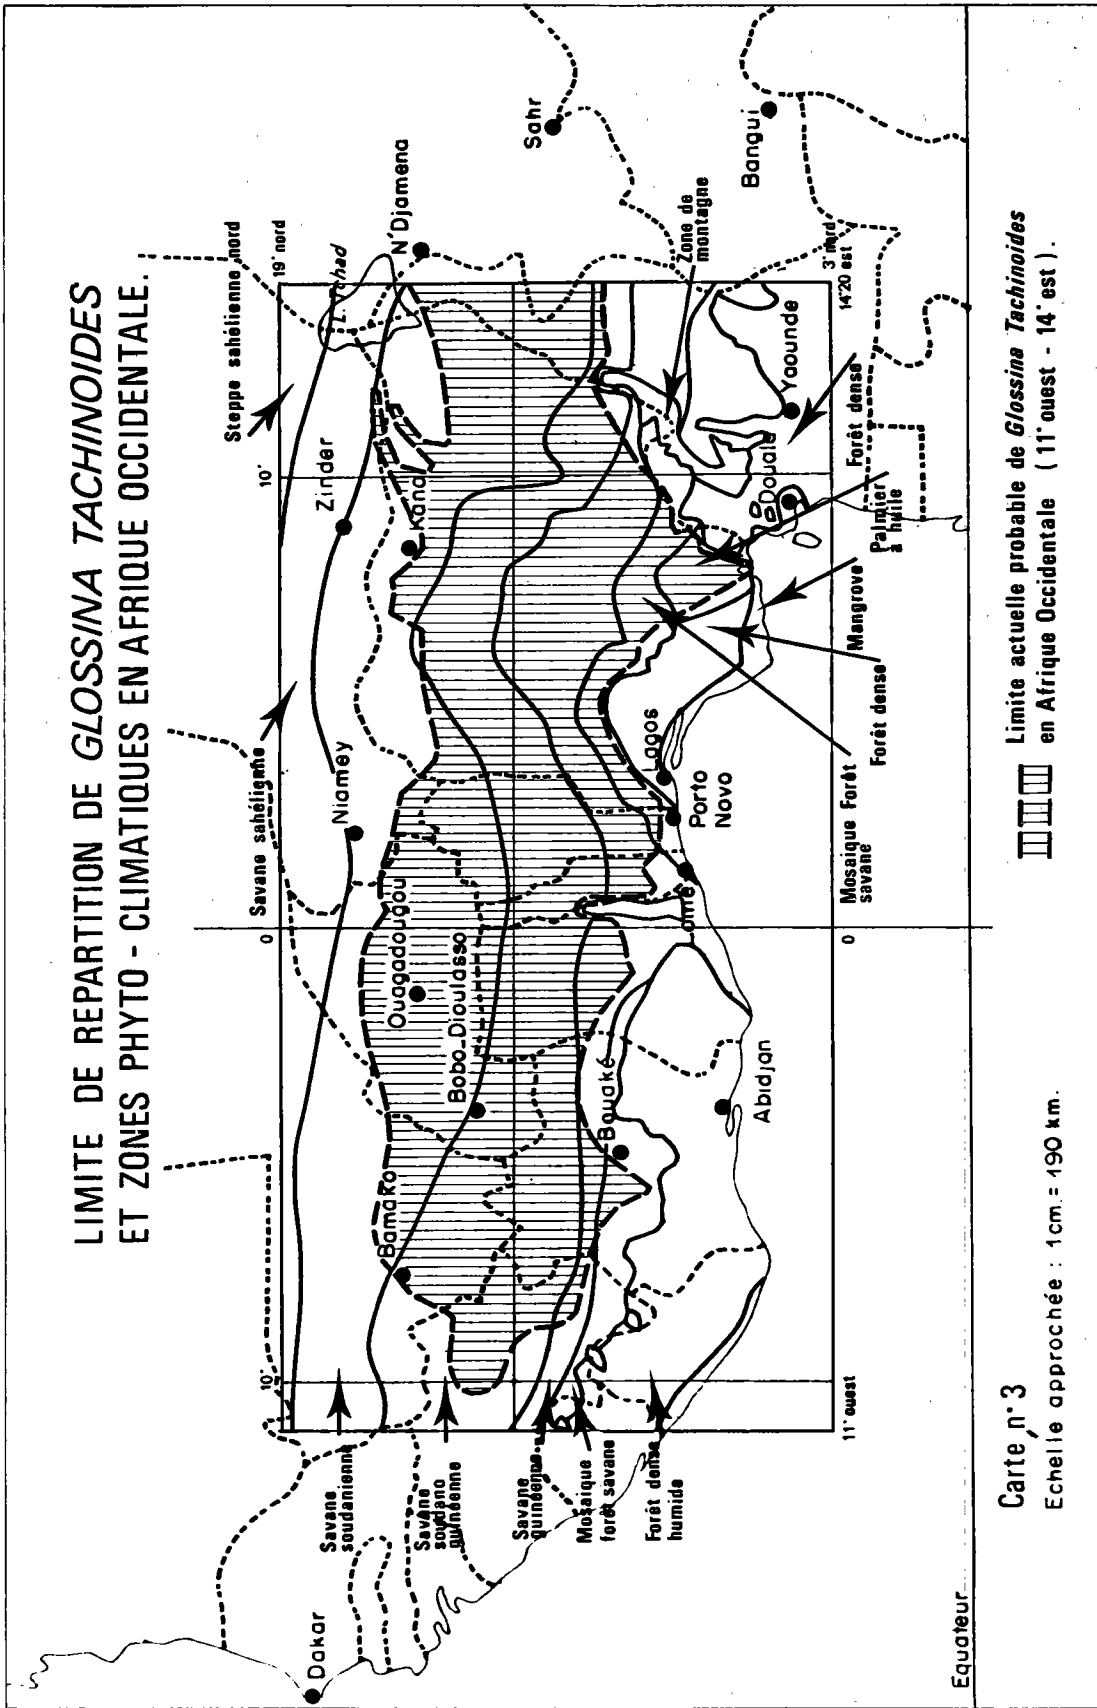 LIMITE DE REPARTITION DE GLOSSINA TACHINOIDES
ET ZONES PHYTO - CLIMATIQUES EN AFRIQUE OCCIDENTALE.
Savane sahélienne
Steppe sahélienne nord
10°
0
10°
19° nord
L. Tchad
N'Djamena
Zinder
Niamey
Kano
Bamako
Ouagadougou
Bobo_Dioulasso
Sahr
Dakar
Savane
soudanienne
Savane
soudano
guinéenne
Savane
guinéenne
Mosaique
forêt savane
Forêt dense
humide
Bouaké
Abidjan
Lomé
Porto
Novo
Lagos
Douala
Yaounde
Bangui
Zone de
montagne
11° ouest
0
Mosaique Forêt
savane
Forêt dense
Mangrove
Palmier
à huile
Forêt dense
3° nord
14°20 est
Equateur
Carte n° 3
Echelle approchée : 1cm. = 190 km.
Limite actuelle probable de Glossina Tachinoides
en Afrique Occidentale (11° ouest - 14° est).